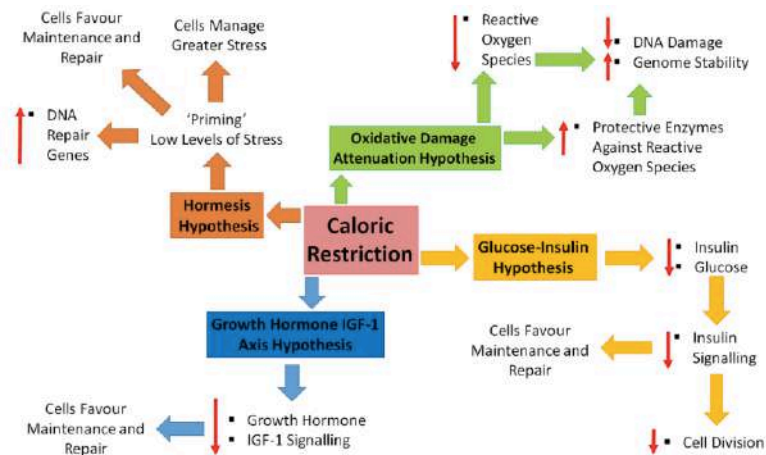 Cells Favour
Maintenance and
Repair
Cells Manage
Greater Stress
▪ DNA
Repair
Genes
'Priming'
Low Levels of Stress
Hormesis
Hypothesis
▪ Reactive
Oxygen
Species
▪ DNA Damage
▪ Genome Stability
Oxidative Damage
Attenuation Hypothesis
▪ Protective Enzymes
Against Reactive
Oxygen Species
Caloric
Restriction
Glucose-Insulin
Hypothesis
▪ Insulin
▪ Glucose
Cells Favour
Maintenance and
Repair
▪ Insulin
Signalling
▪ Cell Division
Growth Hormone IGF-1
Axis Hypothesis
Cells Favour
Maintenance and
Repair
▪ Growth Hormone
▪ IGF-1 Signalling